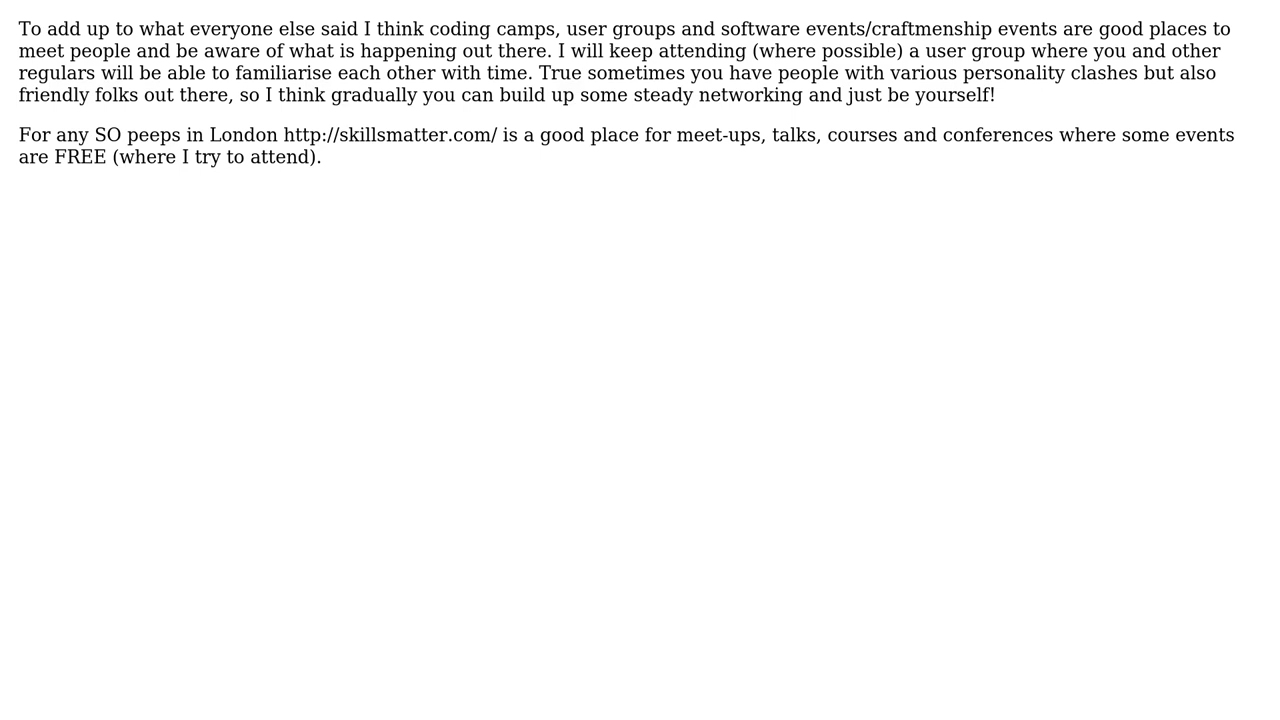 To add up to what everyone else said I think coding camps, user groups and software events/craftmenship events are good places to
meet people and be aware of what is happening out there. I will keep attending (where possible) a user group where you and other
regulars will be able to familiarise each other with time. True sometimes you have people with various personality clashes but also
friendly folks out there, so I think gradually you can build up some steady networking and just be yourself!
For any SO peeps in London http://skillsmatter.com/ is a good place for meet-ups, talks, courses and conferences where some events
are FREE (where I try to attend).